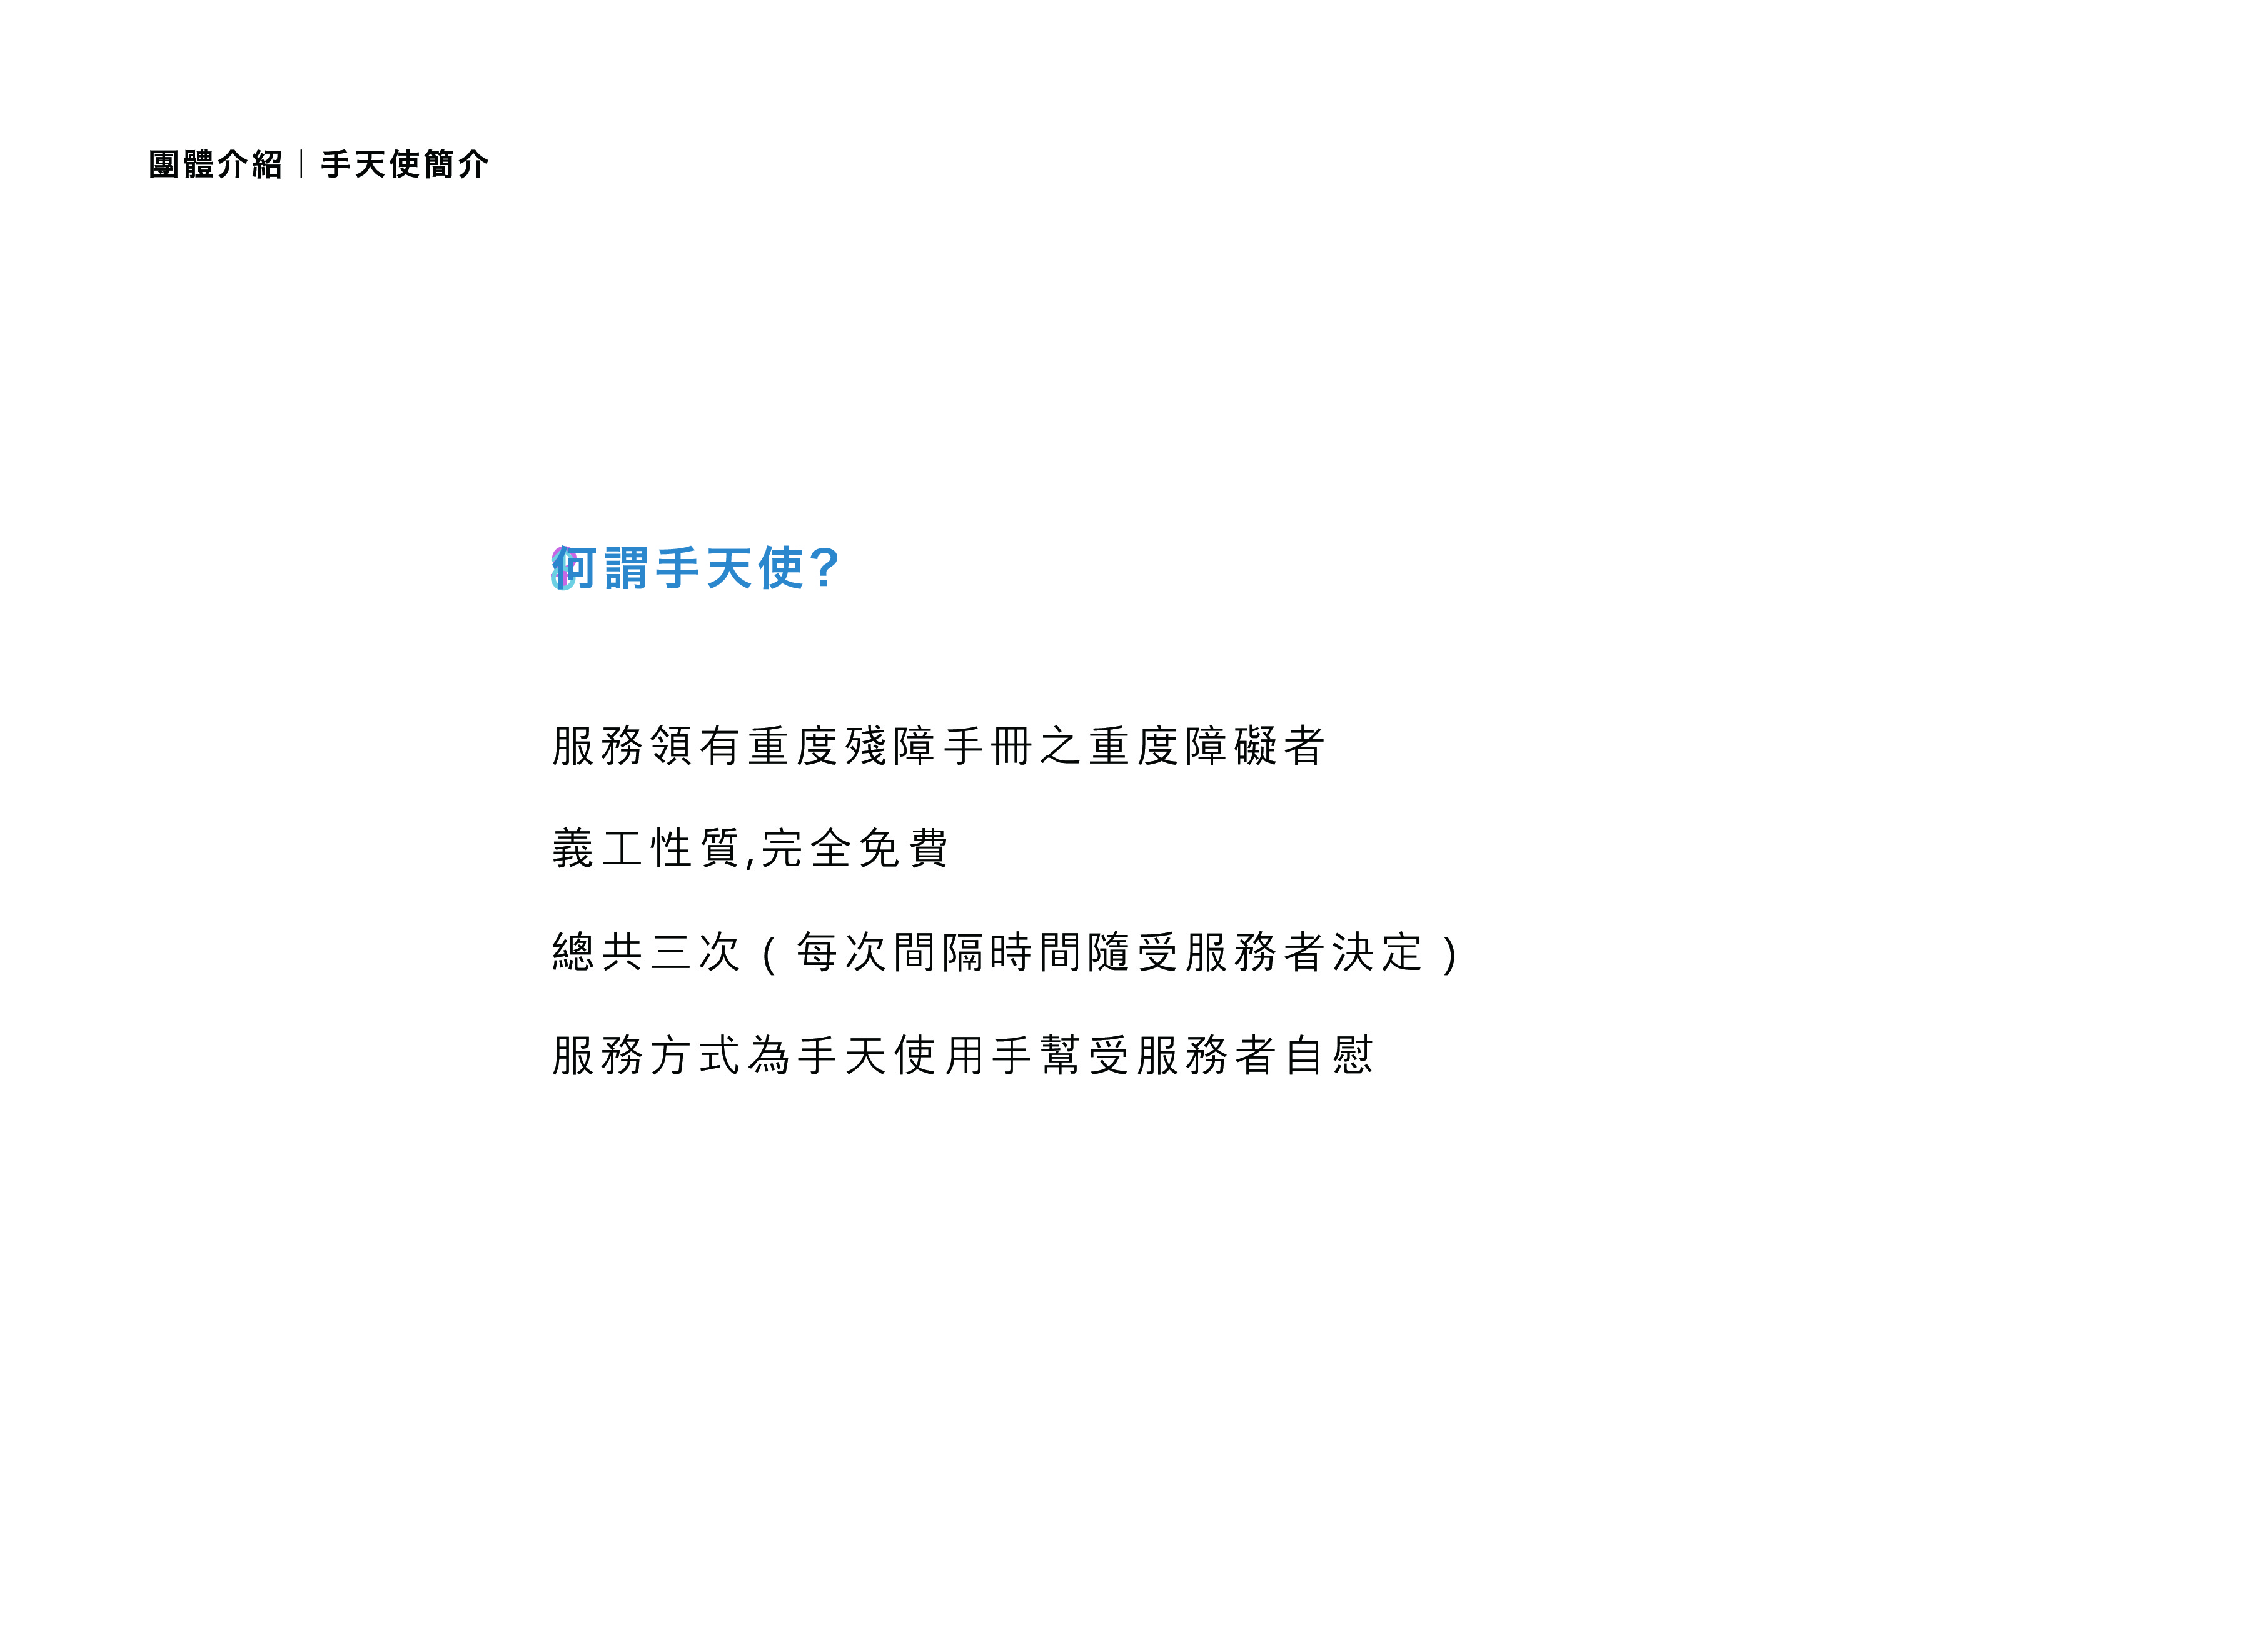 團體介紹｜手天使簡介
何謂手天使？
服務領有重度殘障手冊之重度障礙者
義工性質,完全免費
總共三次（每次間隔時間隨受服務者決定）
服務方式為手天使用手幫受服務者自慰